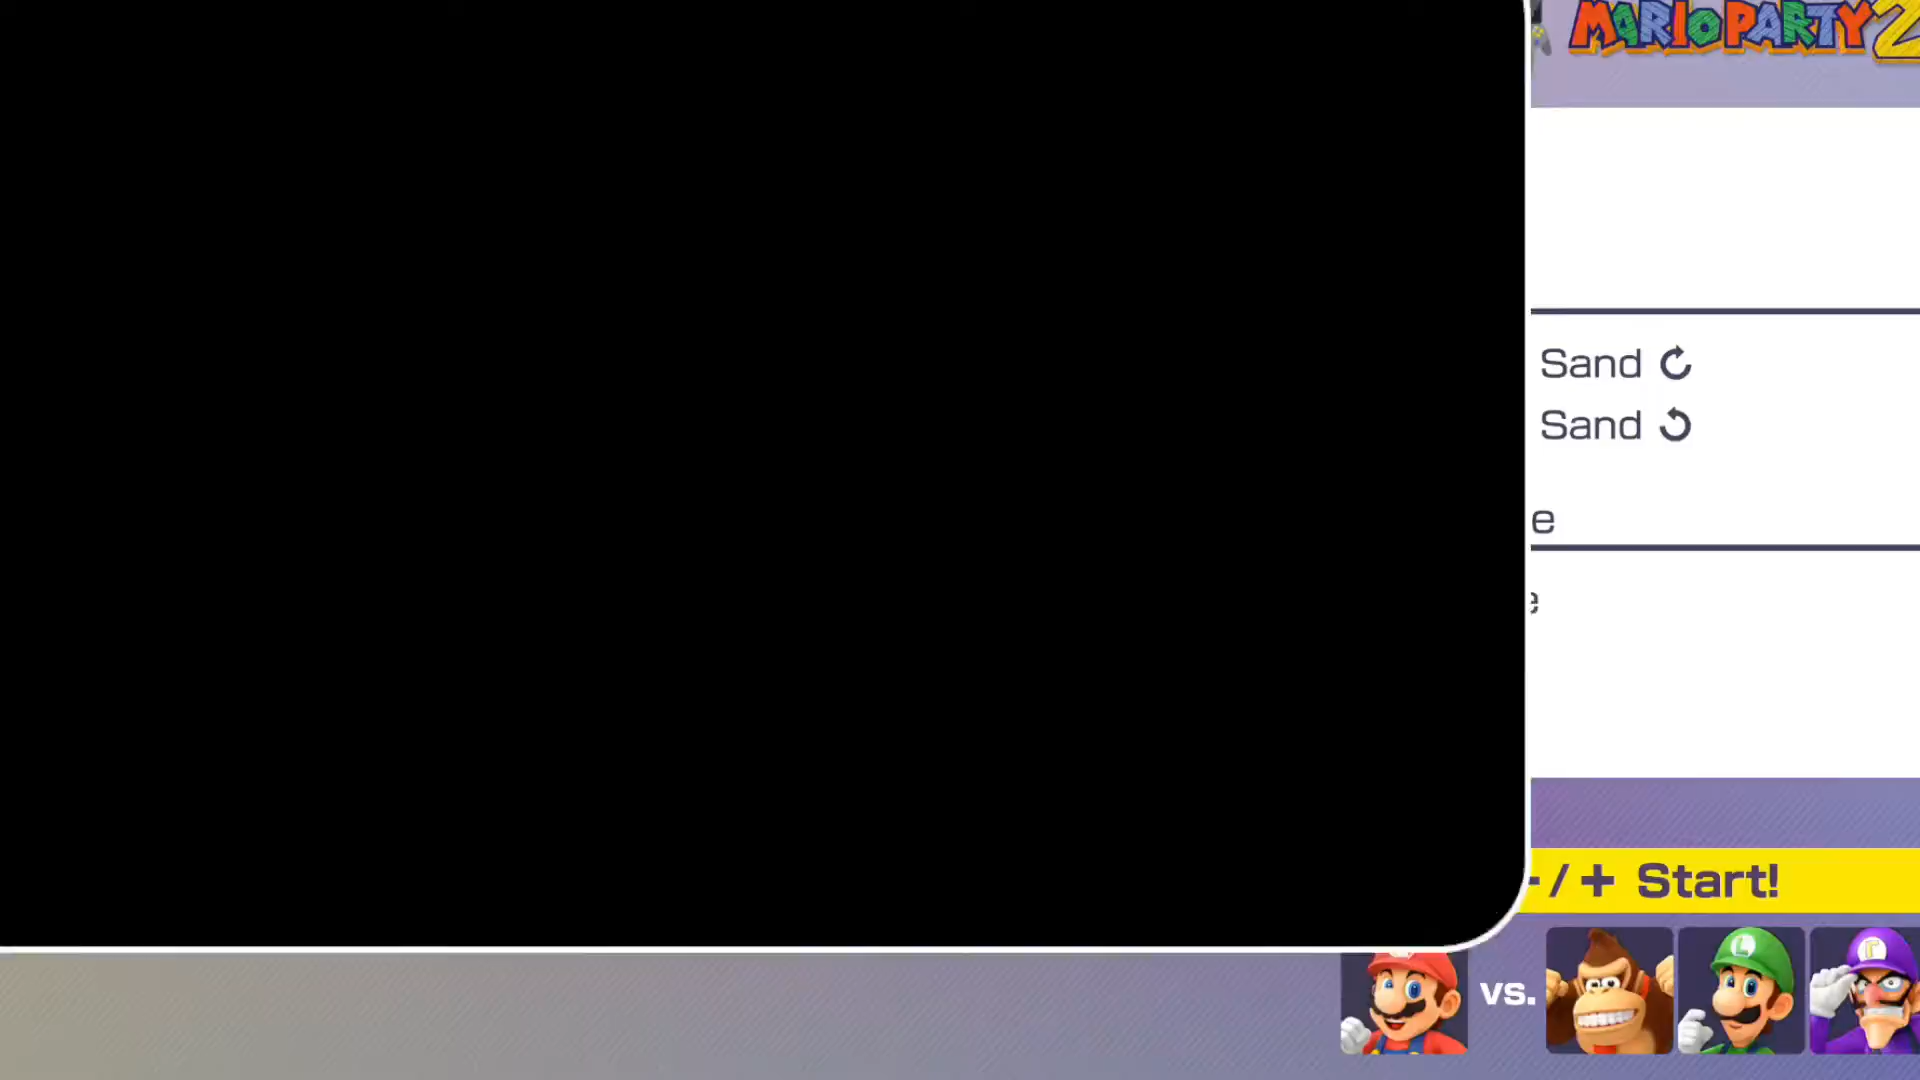 MARIO PARTY 2
Sand
Sand
e
e
/ + Start!
vs.